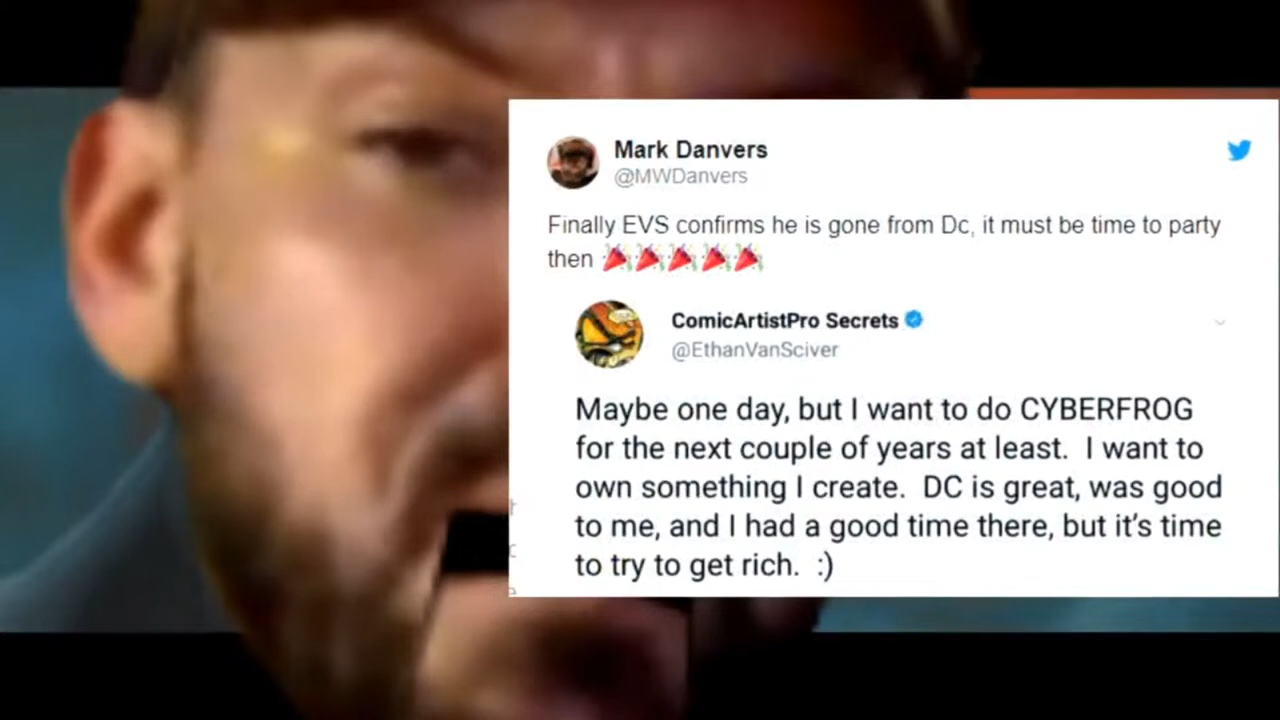 Mark Danvers
@MWDanvers
Finally EVS confirms he is gone from Dc, it must be time to party
then 🎉🎉🎉🎉🎉
ComicArtistPro Secrets
@EthanVanSciver
Maybe one day, but I want to do CYBERFROG
for the next couple of years at least. I want to
own something I create. DC is great, was good
to me, and I had a good time there, but it's time
to try to get rich. :)